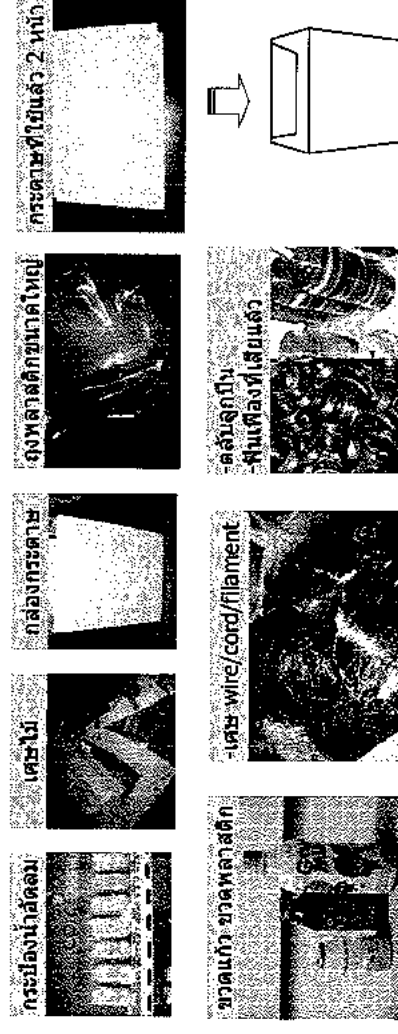 กระป๋องน้ำอัดลม
เศษไม้
กล่องกระดาษ
ถุงพลาสติกขนาดใหญ่
กระดาษที่ใช้แล้ว 2 หน้า
ขวดแก้ว ขวดพลาสติก
-เศษ wire/cord/filament
-ตลับลูกปืน
-ฟันเฟืองที่เสียแล้ว